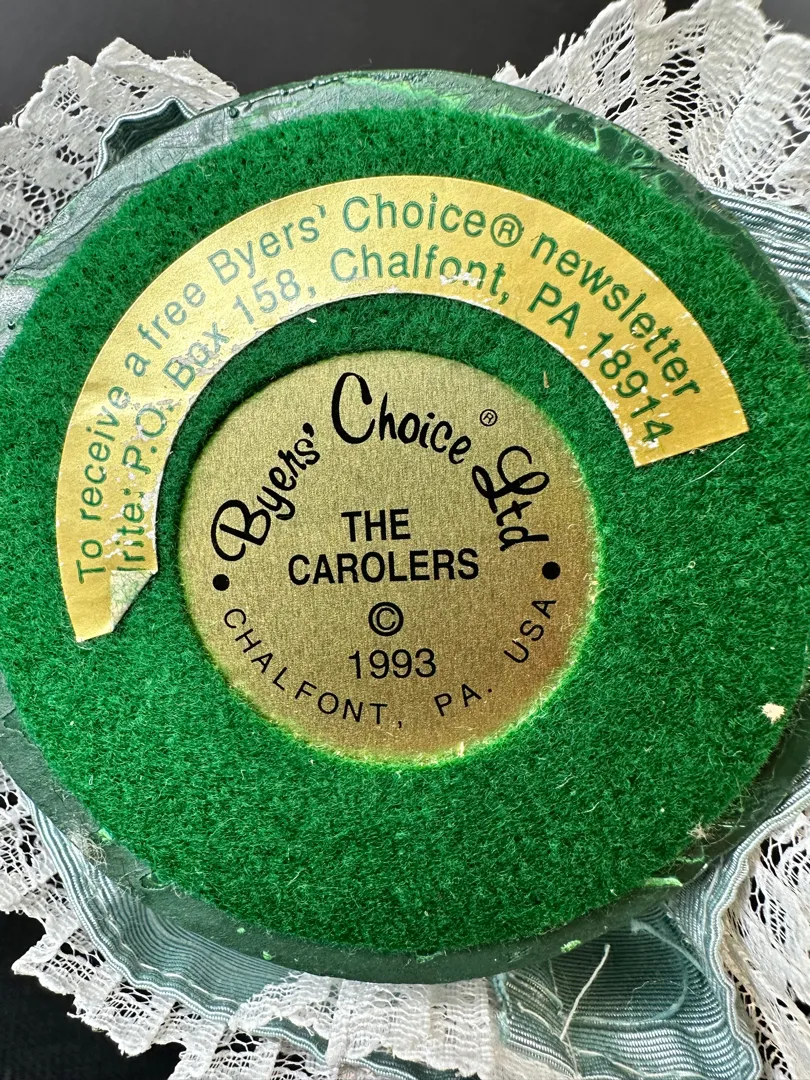 To receive a free Byers' Choice® newsletter
rite: P.O. Box 158, Chalfont, PA 18914
Byers' Choice® Ltd
THE
CAROLERS
©
1993
• CHALFONT, PA. USA •